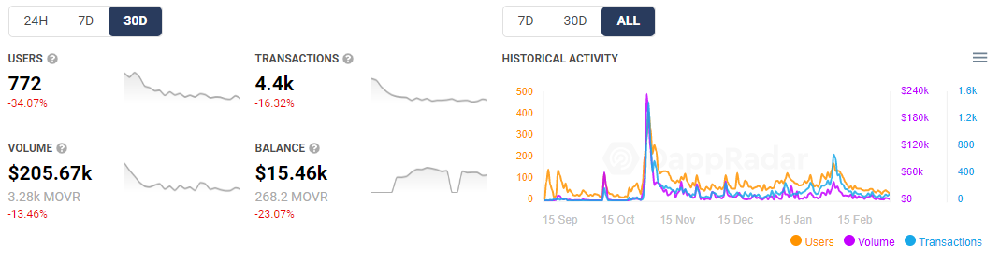 24H 7D 30D
USERS ?
772
-34.07%
TRANSACTIONS ?
4.4k
-16.32%
VOLUME ?
$205.67k
3.28k MOVR
-13.46%
BALANCE ?
$15.46k
268.2 MOVR
-23.07%
7D 30D ALL
HISTORICAL ACTIVITY
500
400
300
200
100
0
$240k
$180k
$120k
$60k
$0
1.6k
1.2k
800
400
0
DappRadar
15 Sep 15 Oct 15 Nov 15 Dec 15 Jan 15 Feb
Users Volume Transactions